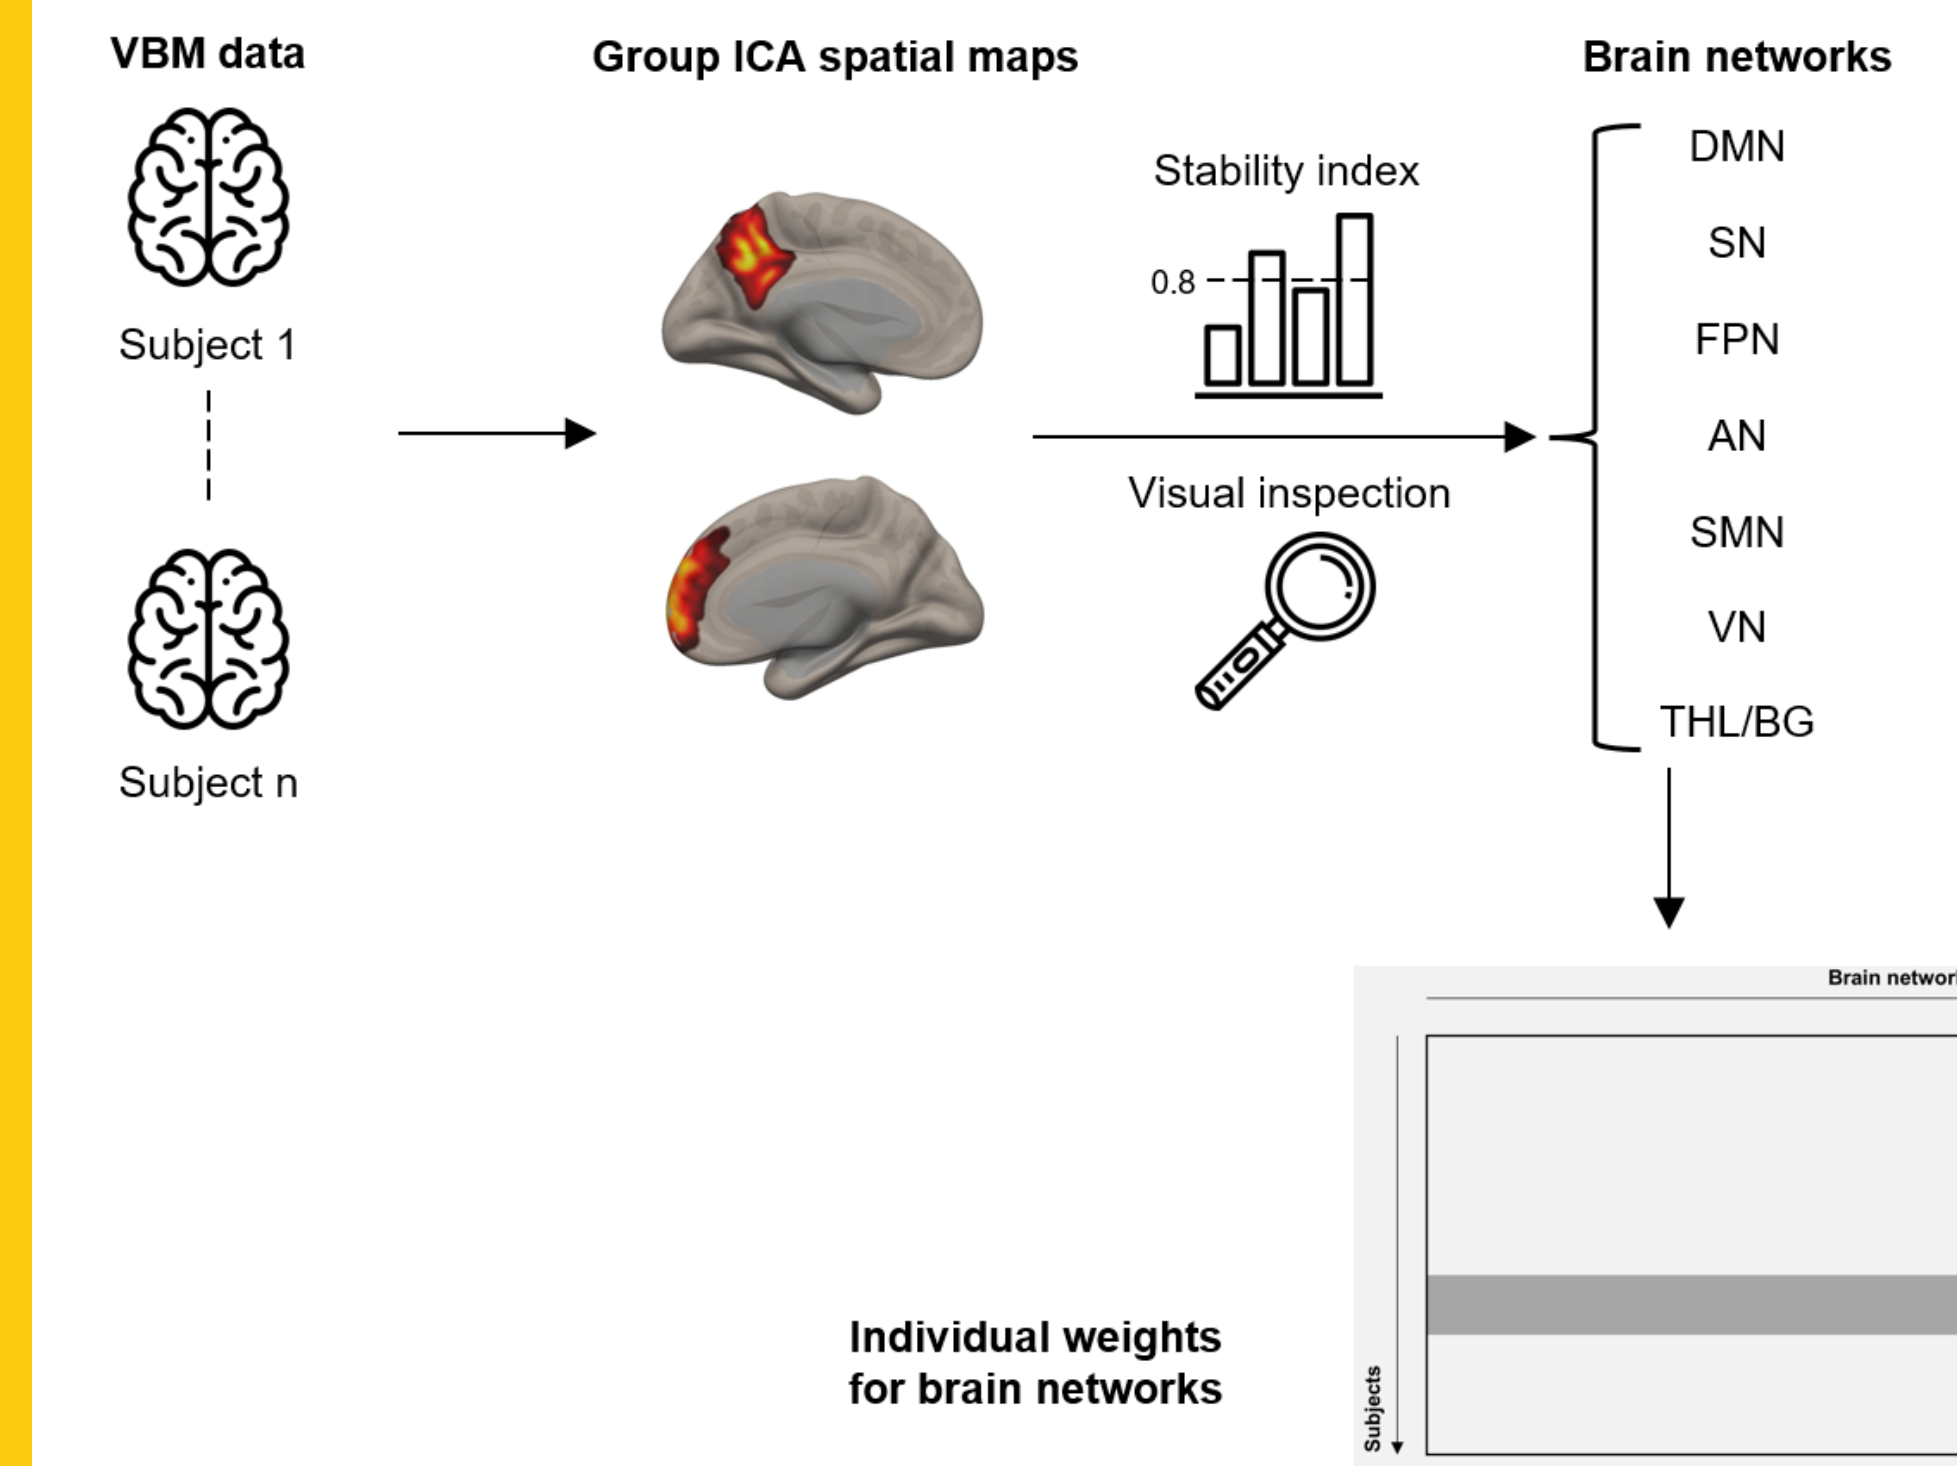 VBM data
Group ICA spatial maps
Brain networks
Subject 1
Subject n
Stability index
0.8
Visual inspection
DMN
SN
FPN
AN
SMN
VN
THL/BG
Brain
Subjects
Individual weights
for brain networks